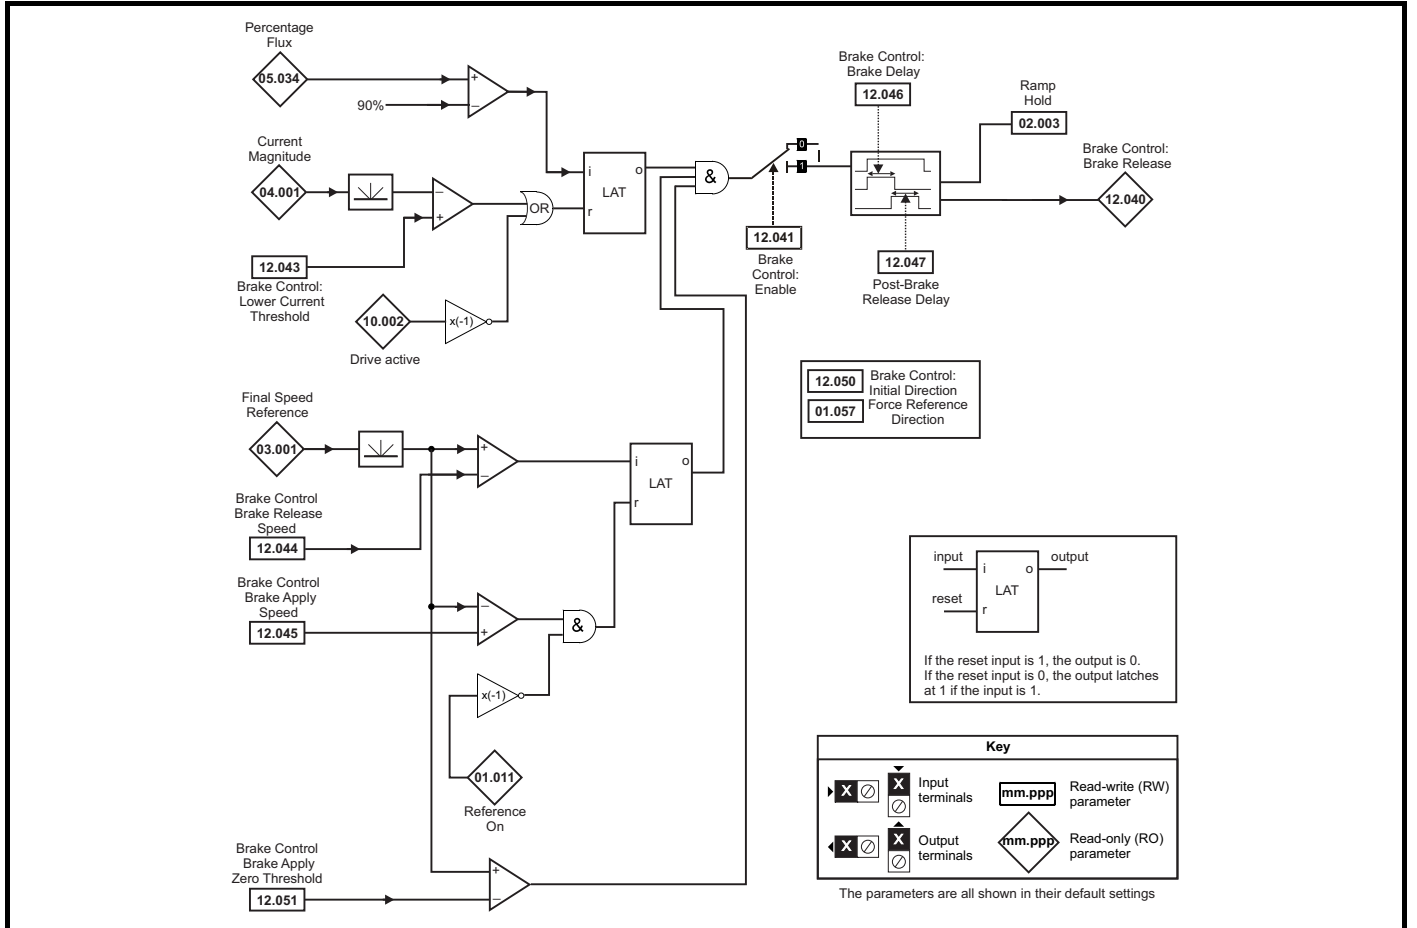 Percentage
Flux
05.034
+
90%
–
Current
Magnitude
04.001
–
+
12.043
Brake Control:
Lower Current
Threshold
10.002
Drive active
x(-1)
OR
i
o
LAT
r
&
0
1
12.041
Brake
Control:
Enable
Brake Control:
Brake Delay
12.046
12.047
Post-Brake
Release Delay
Ramp
Hold
02.003
Brake Control:
Brake Release
12.040
12.050
Brake Control:
Initial Direction
01.057
Force Reference
Direction
Final Speed
Reference
03.001
+
–
Brake Control
Brake Release
Speed
12.044
i
o
LAT
r
Brake Control
Brake Apply
Speed
12.045
–
+
&
x(-1)
01.011
Reference
On
Brake Control
Brake Apply
Zero Threshold
12.051
+
–
input
output
i
o
LAT
reset
r
If the reset input is 1, the output is 0.
If the reset input is 0, the output latches
at 1 if the input is 1.
Key
X
X
Input
terminals
mm.ppp
Read-write (RW)
parameter
X
X
Output
terminals
mm.ppp
Read-only (RO)
parameter
The parameters are all shown in their default settings